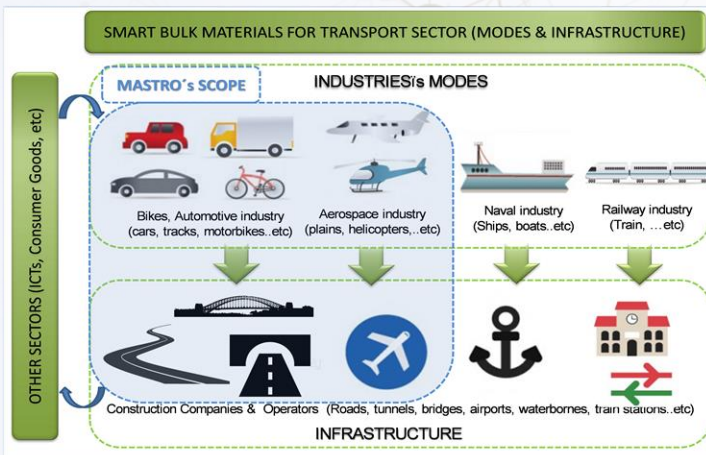 SMART BULK MATERIALS FOR TRANSPORT SECTOR (MODES & INFRASTRUCTURE)
OTHER SECTORS (ICTs, Consumer Goods, etc)
MASTRO´s SCOPE
INDUSTRIESïs MODES
Bikes, Automotive industry
(cars, tracks, motorbikes..etc)
Aerospace industry
(plains, helicopters,..etc)
Naval industry
(Ships, boats..etc)
Railway industry
(Train, ...etc)
Construction Companies & Operators (Roads, tunnels, bridges, airports, waterbornes, train stations..etc)
INFRASTRUCTURE